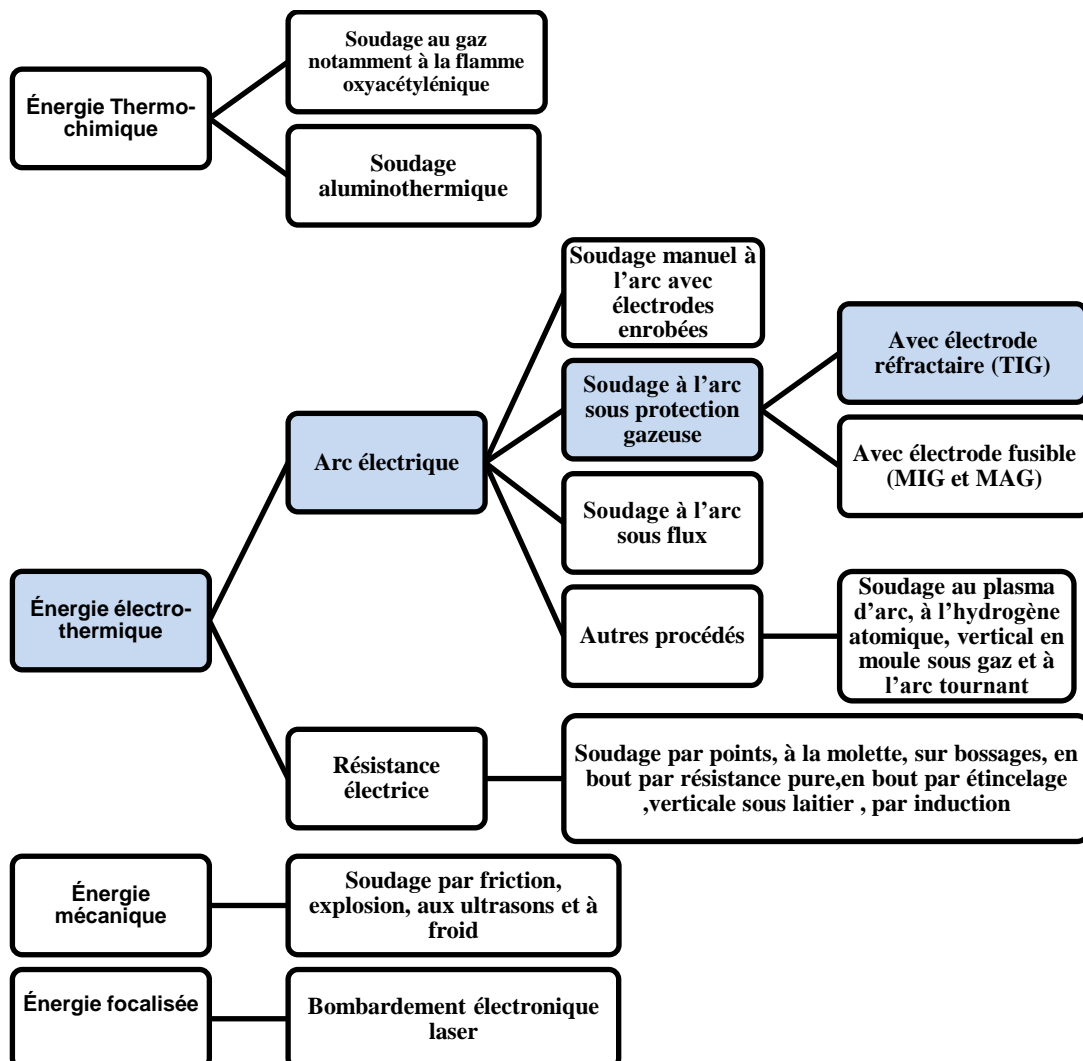 Soudage au gaz
notamment à la flamme
oxyacétylénique
Énergie Thermo-
chimique
Soudage
aluminothermique
Soudage manuel à
l’arc avec
électrodes
enrobées
Avec électrode
réfractaire (TIG)
Soudage à l’arc
sous protection
gazeuse
Arc électrique
Avec électrode fusible
(MIG et MAG)
Soudage à l’arc
sous flux
Énergie électro-
thermique
Autres procédés
Soudage au plasma
d’arc, à l’hydrogène
atomique, vertical en
moule sous gaz et à
l’arc tournant
Résistance
électrice
Soudage par points, à la molette, sur bossages, en
bout par résistance pure,en bout par étincelage
,verticale sous laitier , par induction
Énergie
mécanique
Soudage par friction,
explosion, aux ultrasons et à
froid
Énergie focalisée
Bombardement électronique
laser